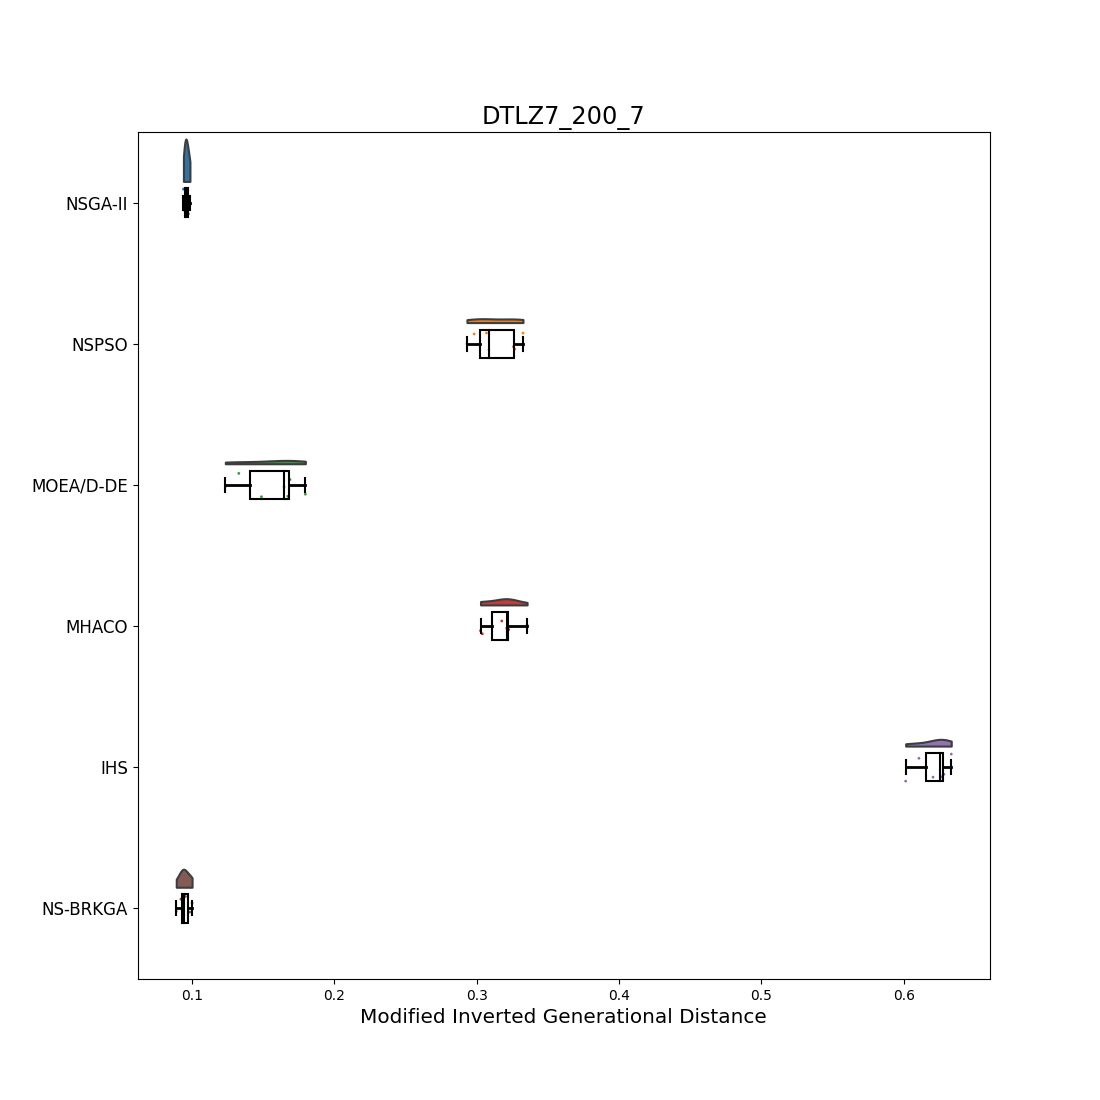 DTLZ7_200_7
NSGA-II
NSPSO
MOEA/D-DE
MHACO
IHS
NS-BRKGA
0.1 0.2 0.3 0.4 0.5 0.6
Modified Inverted Generational Distance